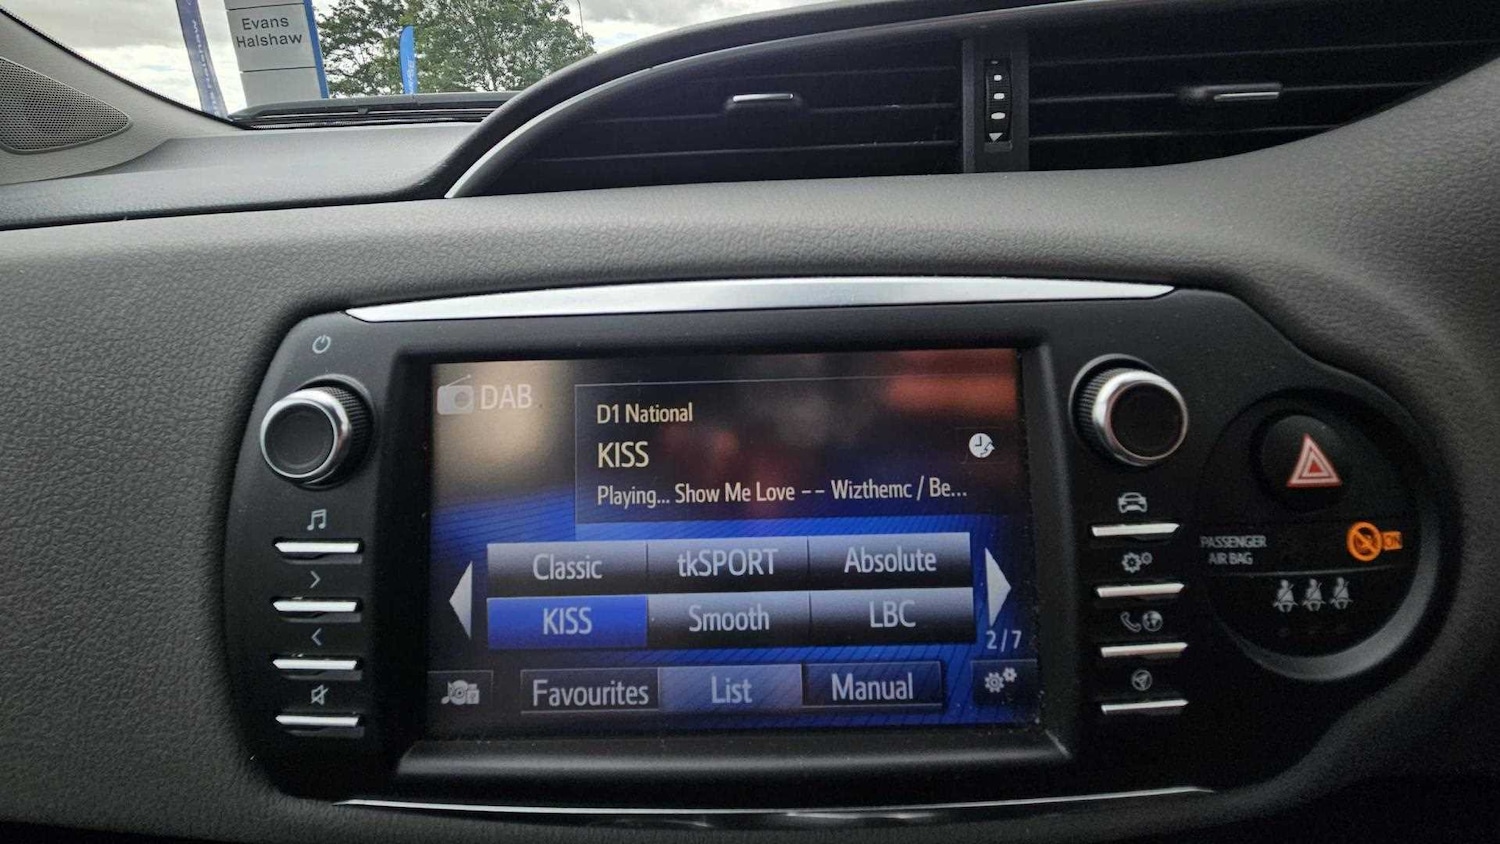 Evans
Halshaw
DAB
D1 National
KISS
Playing... Show Me Love -- Wizthemc / Be...
Classic
tkSPORT
Absolute
KISS
Smooth
LBC
2/7
Favourites
List
Manual
PASSENGER
AIR BAG
ON